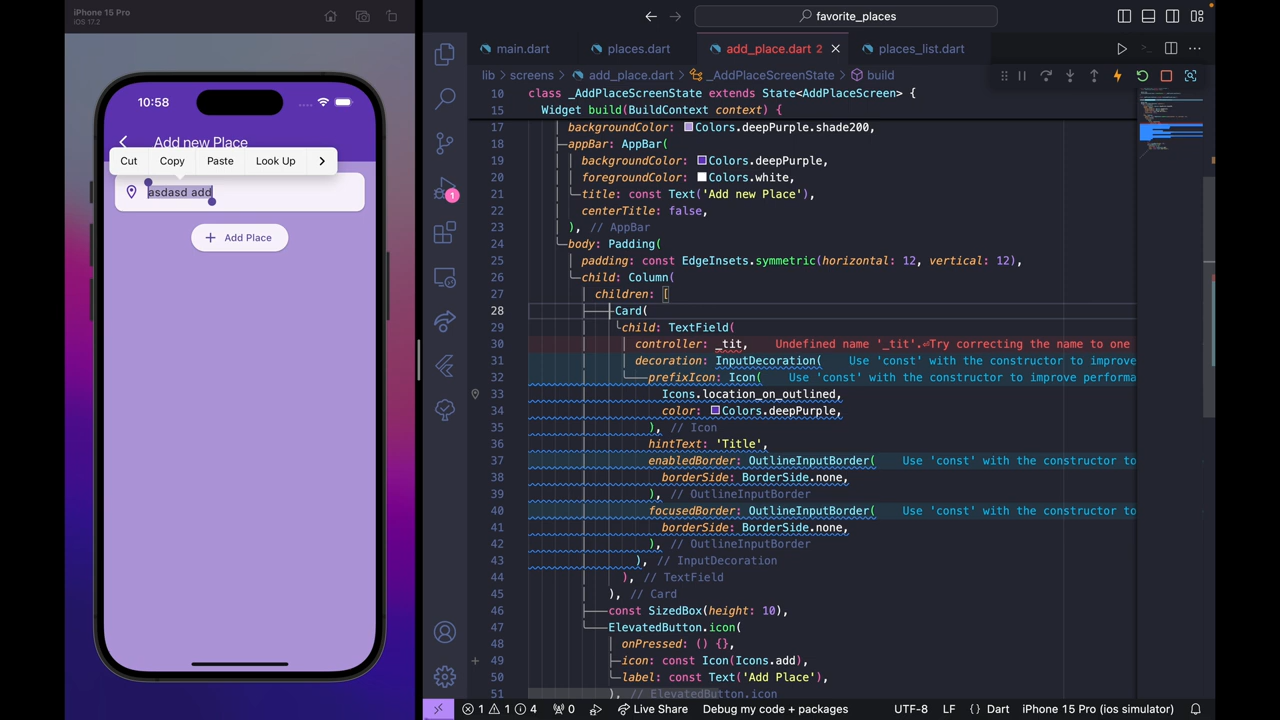 iPhone 15 Pro
iOS 17.2
10:58
Add new Place
Cut Copy Paste Look Up
asdasd add
Add Place
favorite_places
main.dart
places.dart
add_place.dart 2
places_list.dart
lib > screens > add_place.dart > _AddPlaceScreenState > build
10 class _AddPlaceScreenState extends State<AddPlaceScreen> {
15 Widget build(BuildContext context) {
17 backgroundColor: Colors.deepPurple.shade200,
18 appBar: AppBar(
19 backgroundColor: Colors.deepPurple,
20 foregroundColor: Colors.white,
21 title: const Text('Add new Place'),
22 centerTitle: false,
23 ), // AppBar
24 body: Padding(
25 padding: const EdgeInsets.symmetric(horizontal: 12, vertical: 12),
26 child: Column(
27 children: [
28 Card(
29 child: TextField(
30 controller: _tit, Undefined name '_tit'.⏎Try correcting the name to one
31 decoration: InputDecoration( Use 'const' with the constructor to improve
32 prefixIcon: Icon( Use 'const' with the constructor to improve performa
33 Icons.location_on_outlined,
34 color: Colors.deepPurple,
35 ), // Icon
36 hintText: 'Title',
37 enabledBorder: OutlineInputBorder( Use 'const' with the constructor to
38 borderSide: BorderSide.none,
39 ), // OutlineInputBorder
40 focusedBorder: OutlineInputBorder( Use 'const' with the constructor to
41 borderSide: BorderSide.none,
42 ), // OutlineInputBorder
43 ), // InputDecoration
44 ), // TextField
45 ), // Card
46 const SizedBox(height: 10),
47 ElevatedButton.icon(
48 onPressed: () {},
49 icon: const Icon(Icons.add),
50 label: const Text('Add Place'),
51 ), // ElevatedButton.icon
1
1 1 4 0 Live Share Debug my code + packages UTF-8 LF {} Dart iPhone 15 Pro (ios simulator)